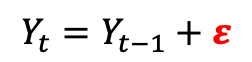 Yₜ = Yₜ₋₁ + ε